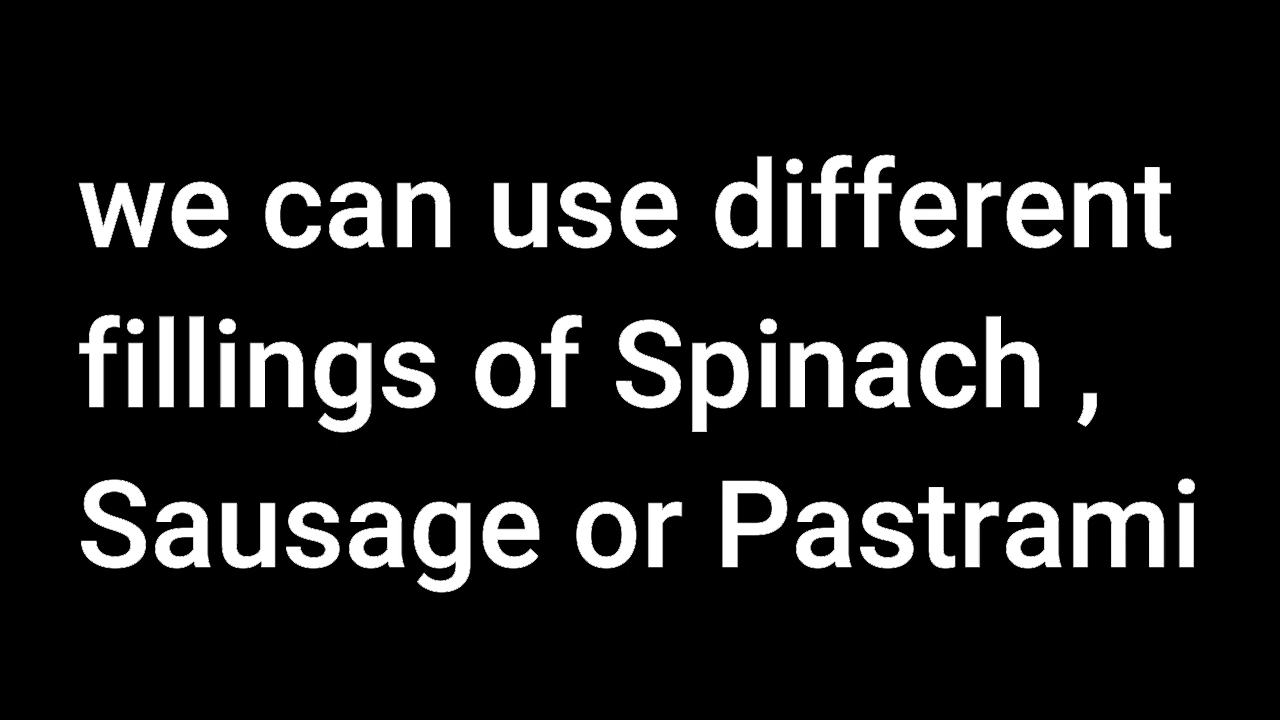 we can use different
fillings of Spinach ,
Sausage or Pastrami